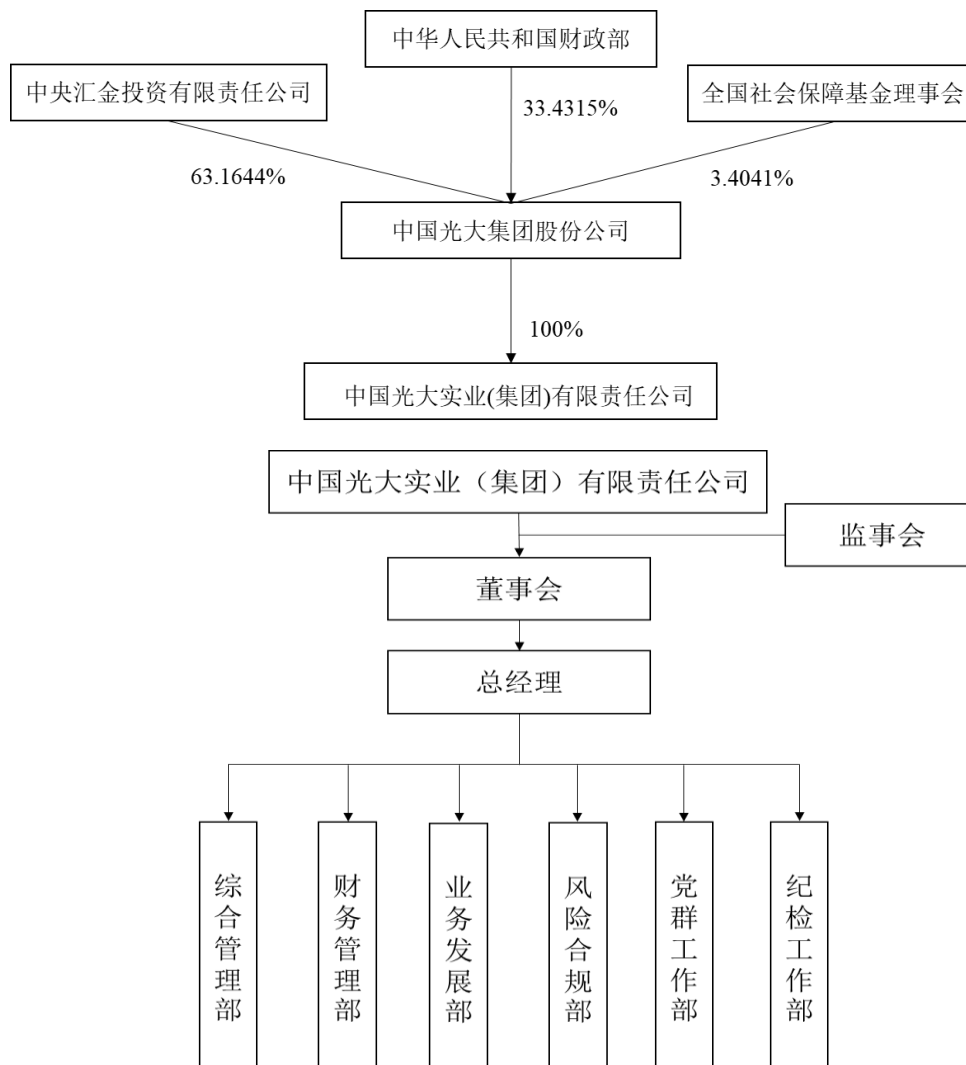 中华人民共和国财政部
中央汇金投资有限责任公司
全国社会保障基金理事会
33.4315%
63.1644%
3.4041%
中国光大集团股份公司
100%
中国光大实业(集团)有限责任公司
中国光大实业（集团）有限责任公司
监事会
董事会
总经理
综合管理部
财务管理部
业务发展部
风险合规部
党群工作部
纪检工作部